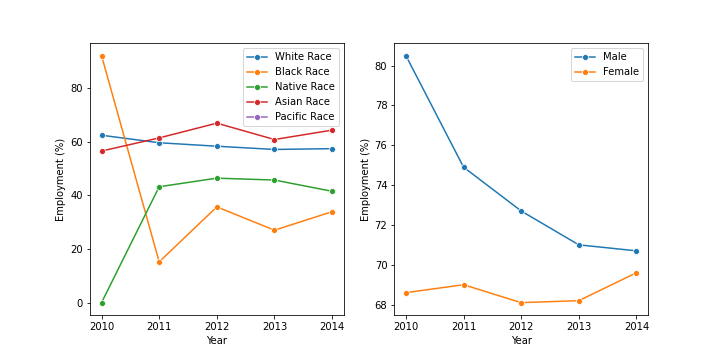 White Race
Black Race
Native Race
Asian Race
Pacific Race
80
60
40
20
0
Employment (%)
2010 2011 2012 2013 2014
Year
Male
Female
80
78
76
74
72
70
68
Employment (%)
2010 2011 2012 2013 2014
Year